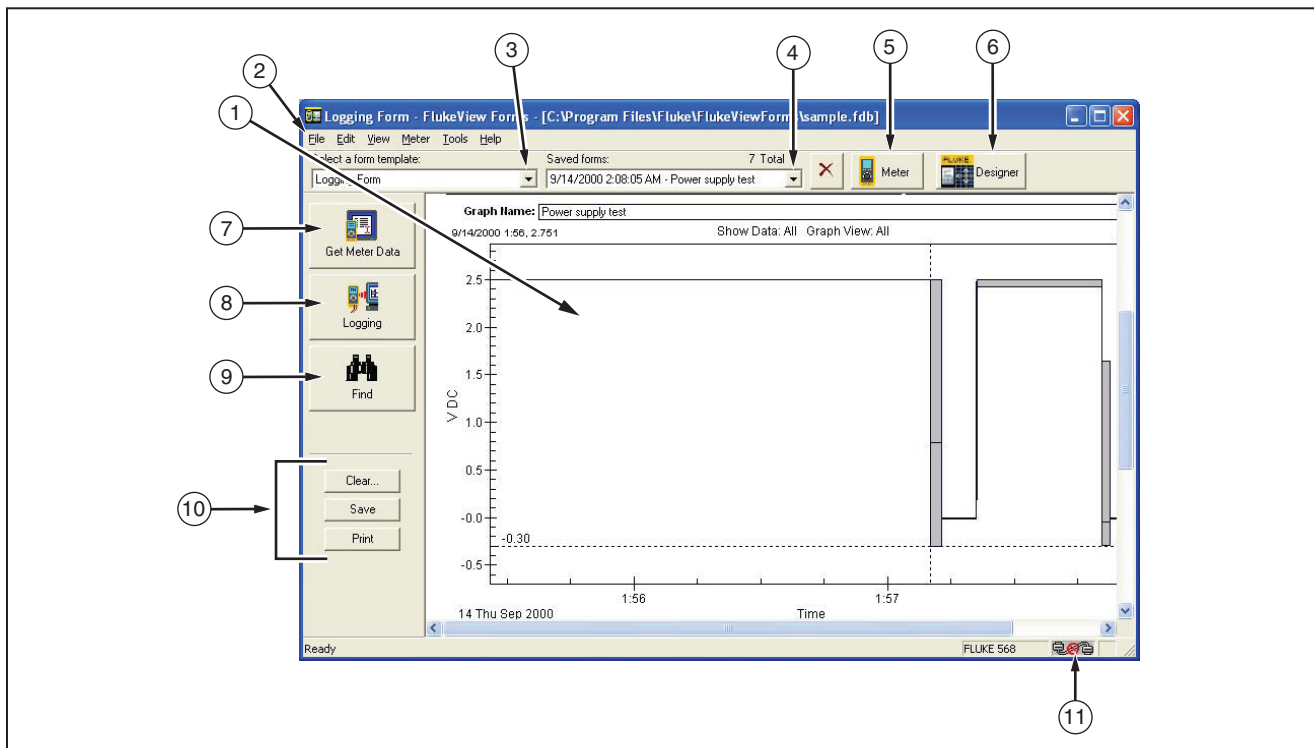 3
4
5
6
2
1
Logging Form - FlukeView Forms - [C:\Program Files\Fluke\FlukeViewForms\sample.fdb]
File Edit View Meter Tools Help
Select a form template:
Saved forms:
7 Total
Logging Form
9/14/2000 2:08:05 AM - Power supply test
Meter
FLUKE
Designer
7
Get Meter Data
8
Logging
9
Find
10
Clear...
Save
Print
Graph Name: Power supply test
9/14/2000 1:56, 2.751
Show Data: All Graph View: All
2.5
2.0
1.5
1.0
0.5
-0.0
-0.5
V DC
-0.30
1:56
1:57
14 Thu Sep 2000
Time
Ready
FLUKE 568
11